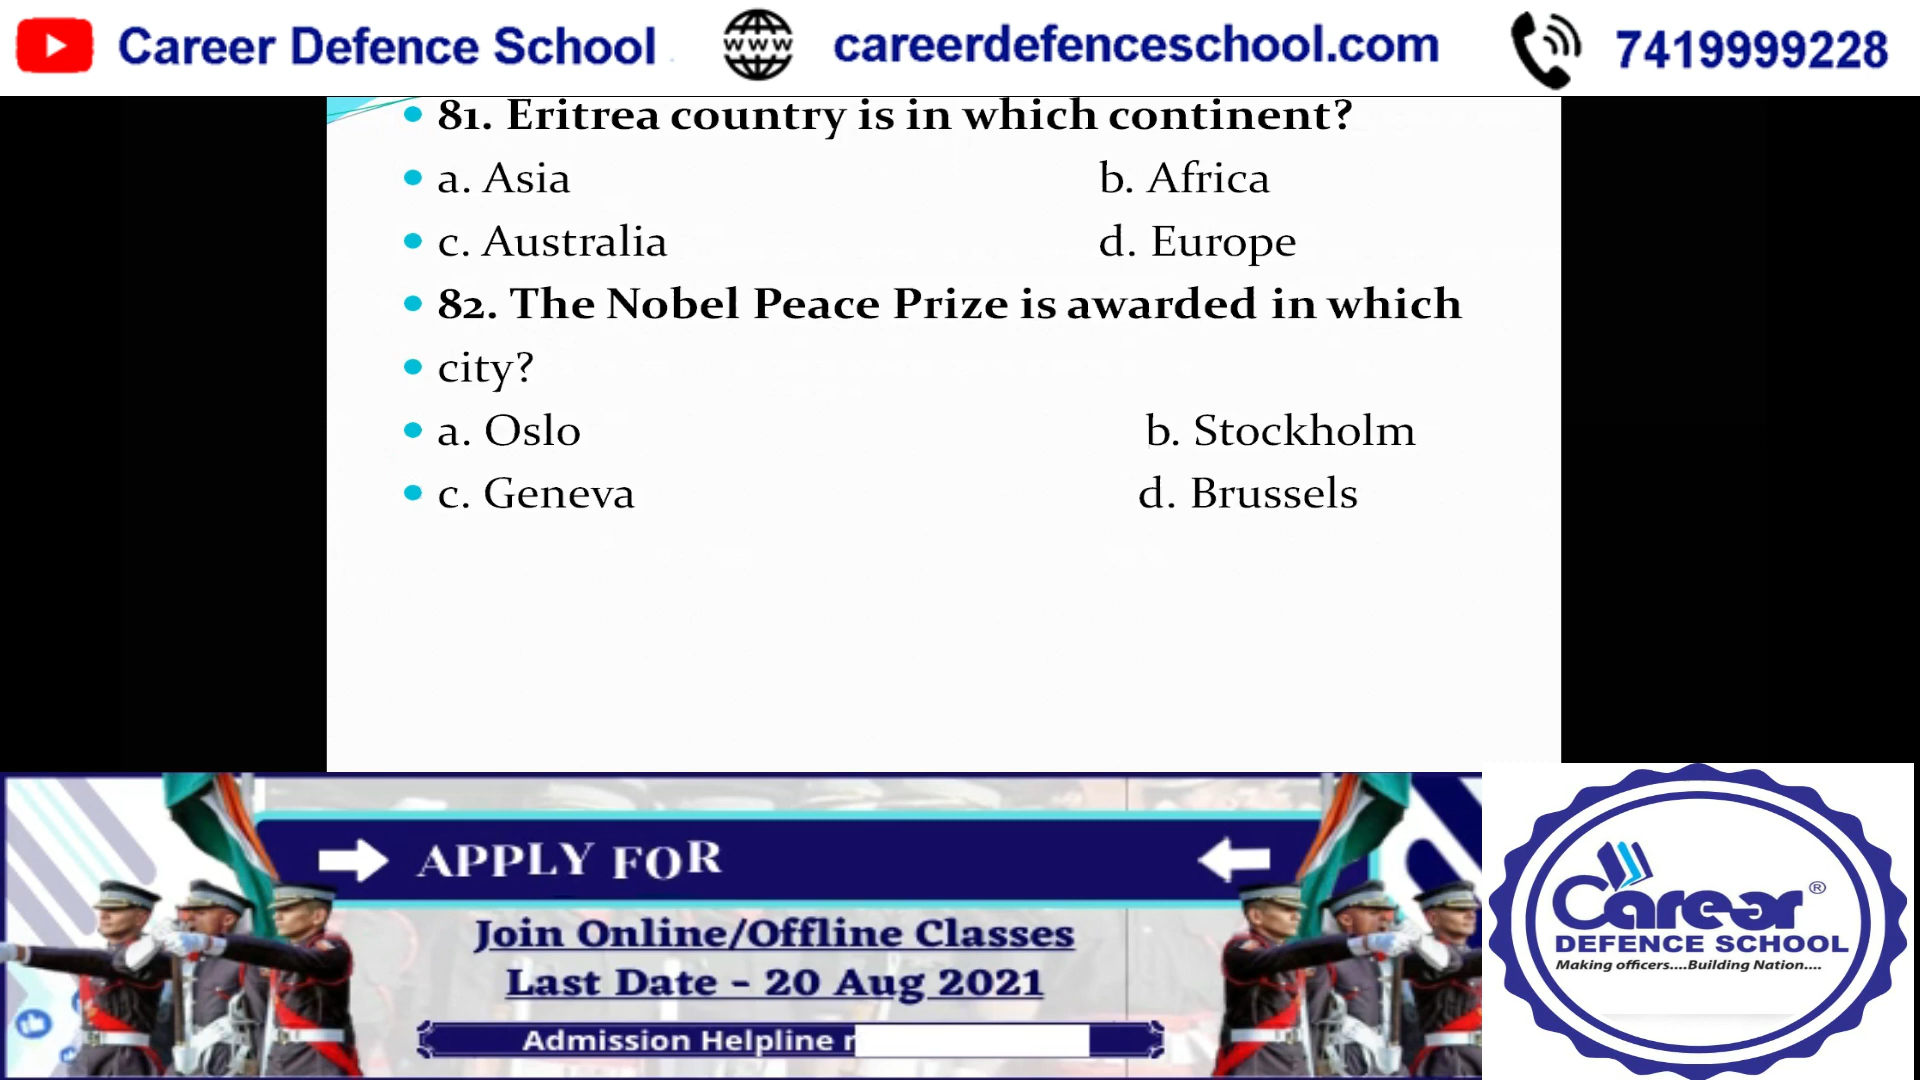 Career Defence School
www
careerdefenceschool.com
7419999228
81. Eritrea country is in which continent?
a. Asia b. Africa
c. Australia d. Europe
82. The Nobel Peace Prize is awarded in which
city?
a. Oslo b. Stockholm
c. Geneva d. Brussels
APPLY FOR
Join Online/Offline Classes
Last Date - 20 Aug 2021
Admission Helpline
Career ®
DEFENCE SCHOOL
Making officers....Building Nation....